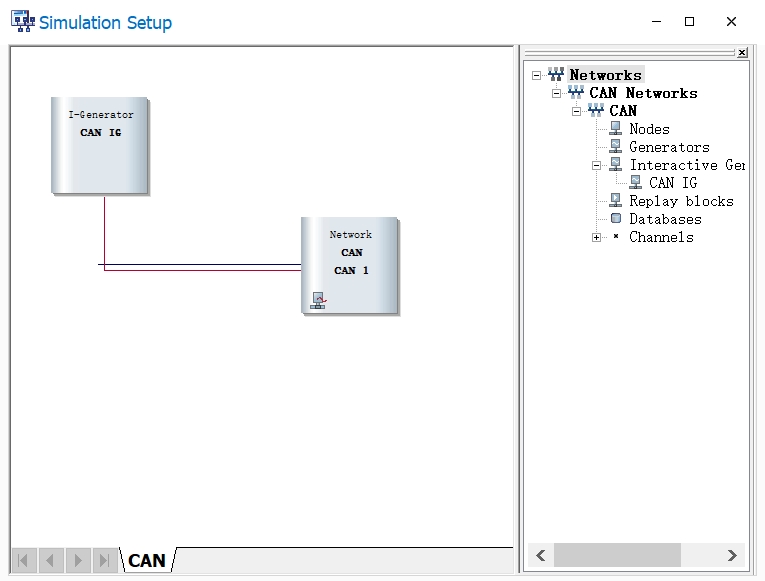 Simulation Setup
I-Generator
CAN IG
Network
CAN
CAN 1
CAN
Networks
CAN Networks
CAN
Nodes
Generators
Interactive Ger
CAN IG
Replay blocks
Databases
Channels